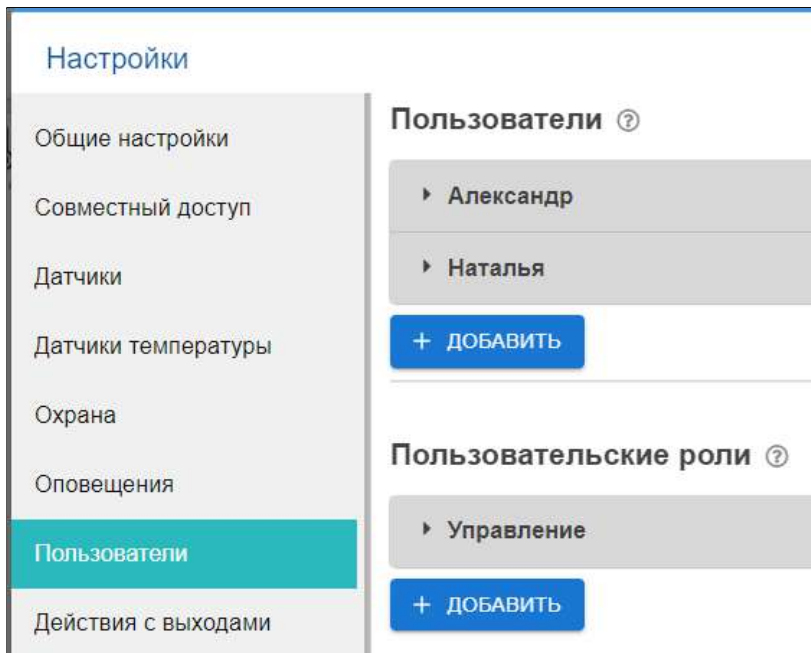 Настройки
Общие настройки
Совместный доступ
Датчики
Датчики температуры
Охрана
Оповещения
Пользователи
Действия с выходами
Пользователи ?
Александр
Наталья
+ ДОБАВИТЬ
Пользовательские роли ?
Управление
+ ДОБАВИТЬ